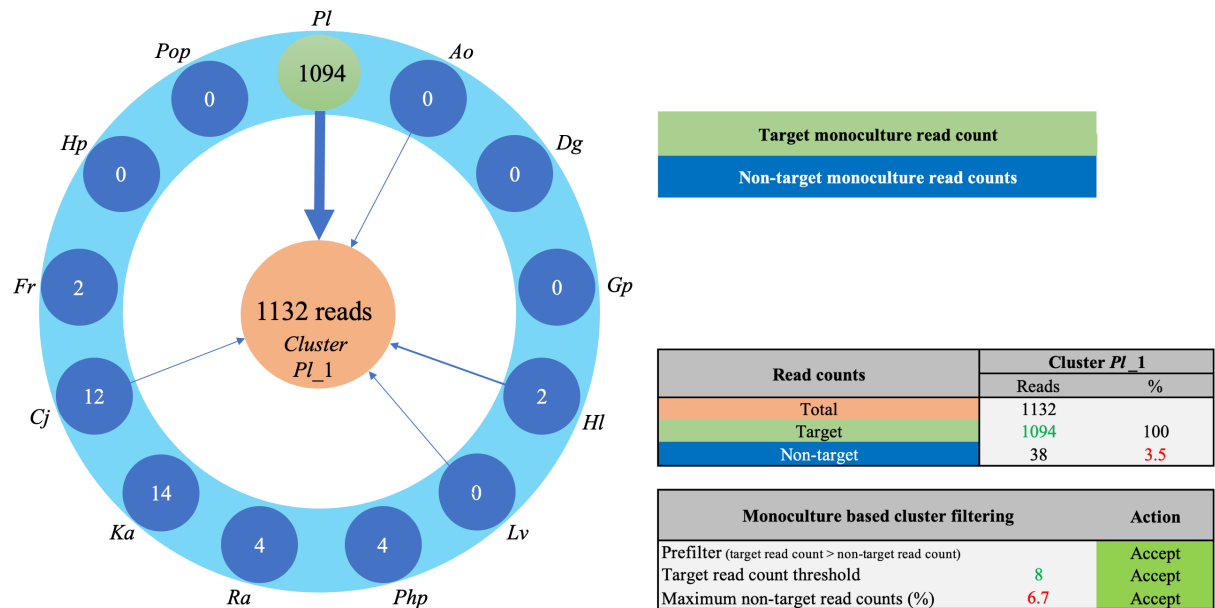 Pl
Pop
Ao
1094
0
0
Hp
Dg
0
0
Target monoculture read count
Non-target monoculture read counts
Fr
2
0
Gp
1132 reads
Cluster
Pl_1
Cj
12
2
Hl
Ka
14
0
Lv
4
4
Ra
Php
Read counts
Cluster Pl_1
Reads %
Total 1132
Target 1094 100
Non-target 38 3.5
Monoculture based cluster filtering Action
Prefilter (target read count > non-target read count) Accept
Target read count threshold 8 Accept
Maximum non-target read counts (%) 6.7 Accept